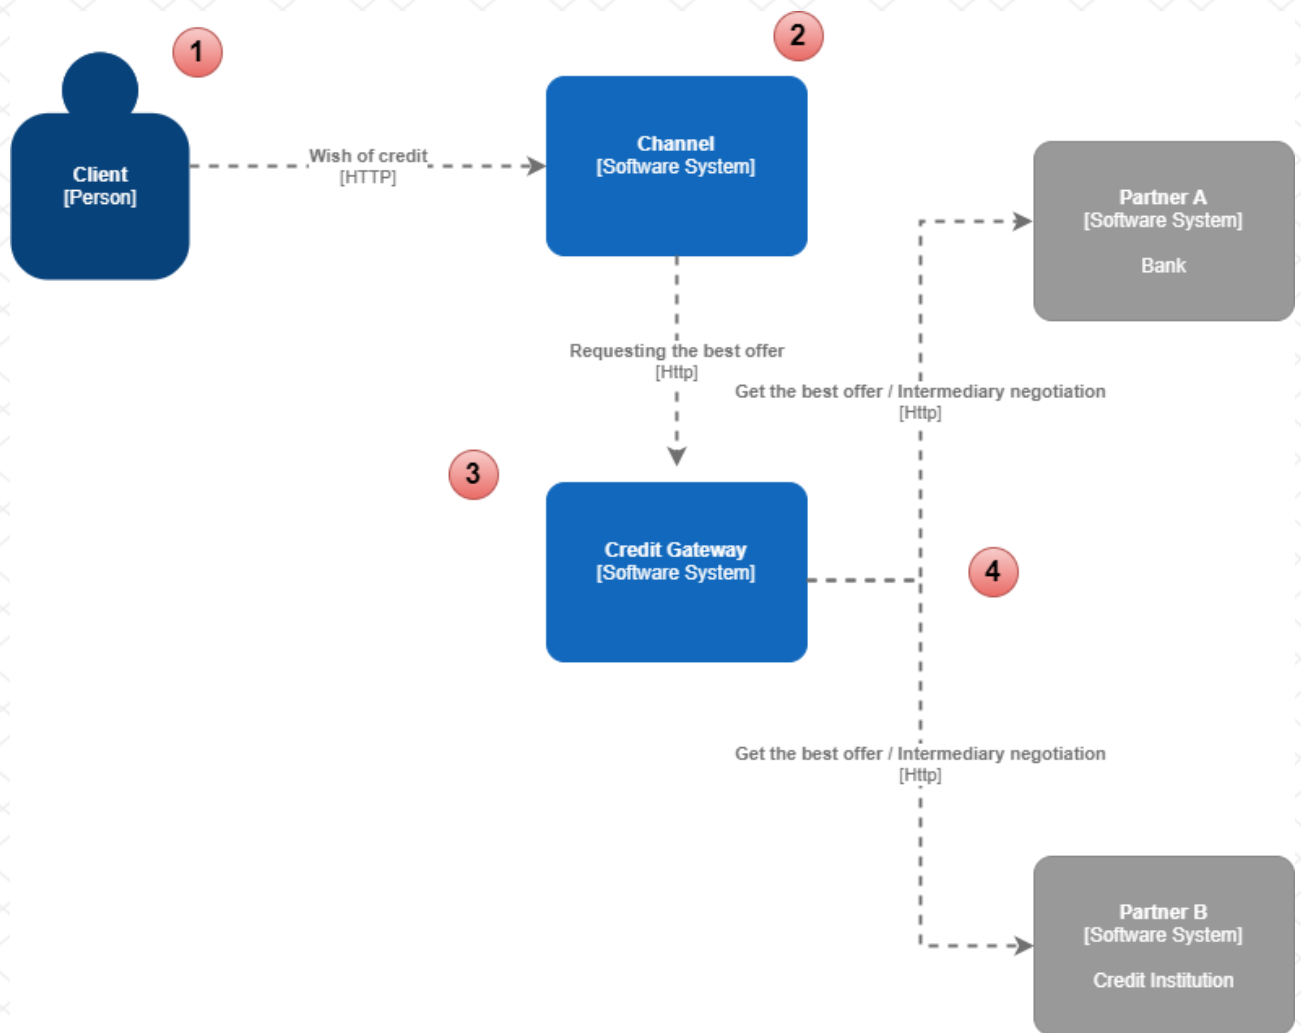 1
2
Client
[Person]
Wish of credit
[HTTP]
Channel
[Software System]
Partner A
[Software System]
Bank
Requesting the best offer
[Http]
Get the best offer / Intermediary negotiation
[Http]
3
Credit Gateway
[Software System]
4
Get the best offer / Intermediary negotiation
[Http]
Partner B
[Software System]
Credit Institution